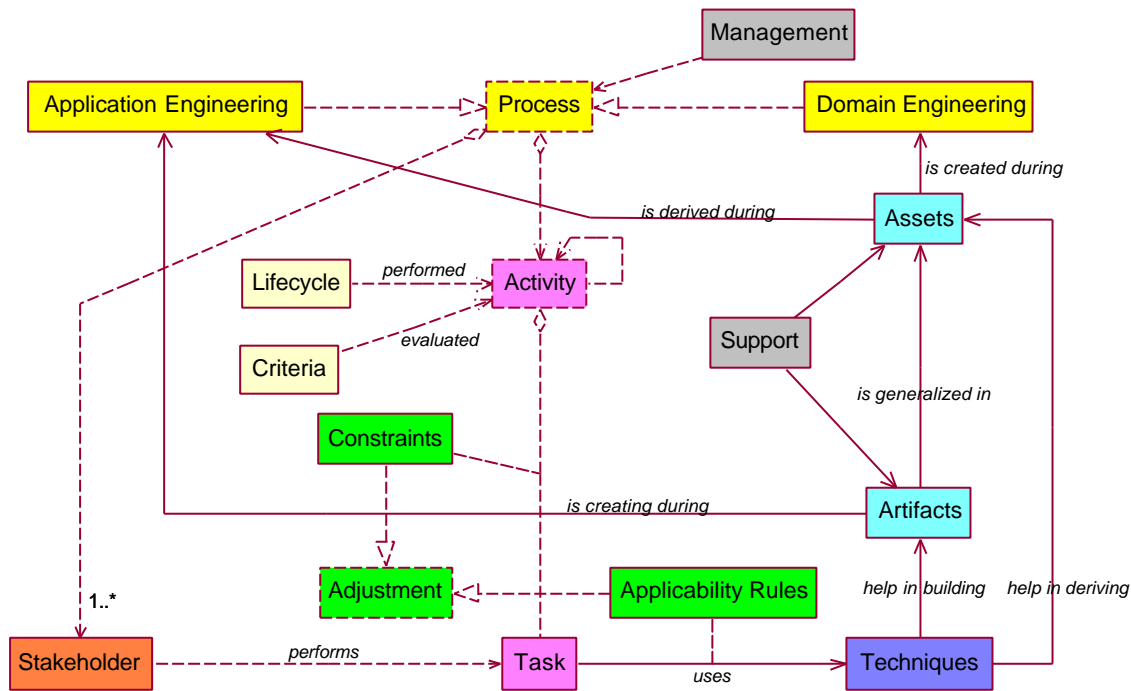 Management
Application Engineering
Process
Domain Engineering
is created during
is derived during
Assets
Lifecycle
performed
Activity
Support
evaluated
Criteria
is generalized in
Constraints
is creating during
Artifacts
Adjustment
Applicability Rules
help in building
help in deriving
1..*
Stakeholder
performs
Task
uses
Techniques